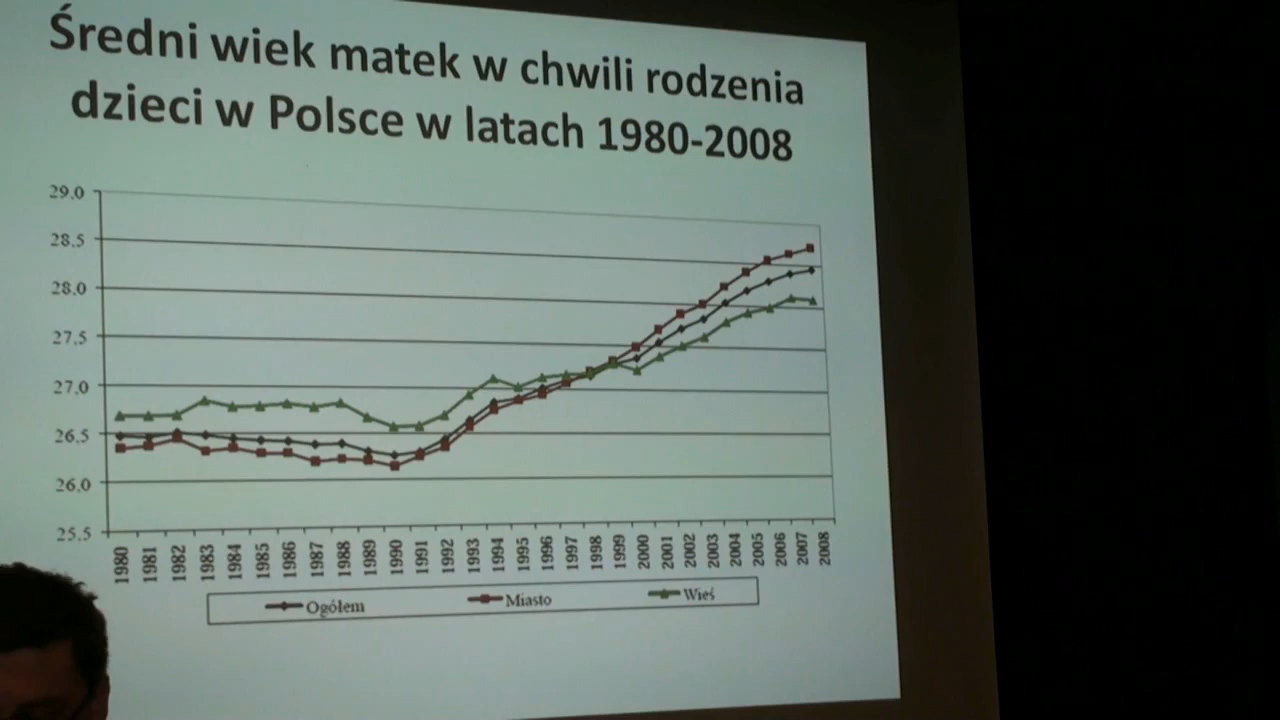 Średni wiek matek w chwili rodzenia
dzieci w Polsce w latach 1980-2008
29.0
28.5
28.0
27.5
27.0
26.5
26.0
25.5
1980 1981 1982 1983 1984 1985 1986 1987 1988 1989 1990 1991 1992 1993 1994 1995 1996 1997 1998 1999 2000 2001 2002 2003 2004 2005 2006 2007 2008
Ogółem Miasto Wieś